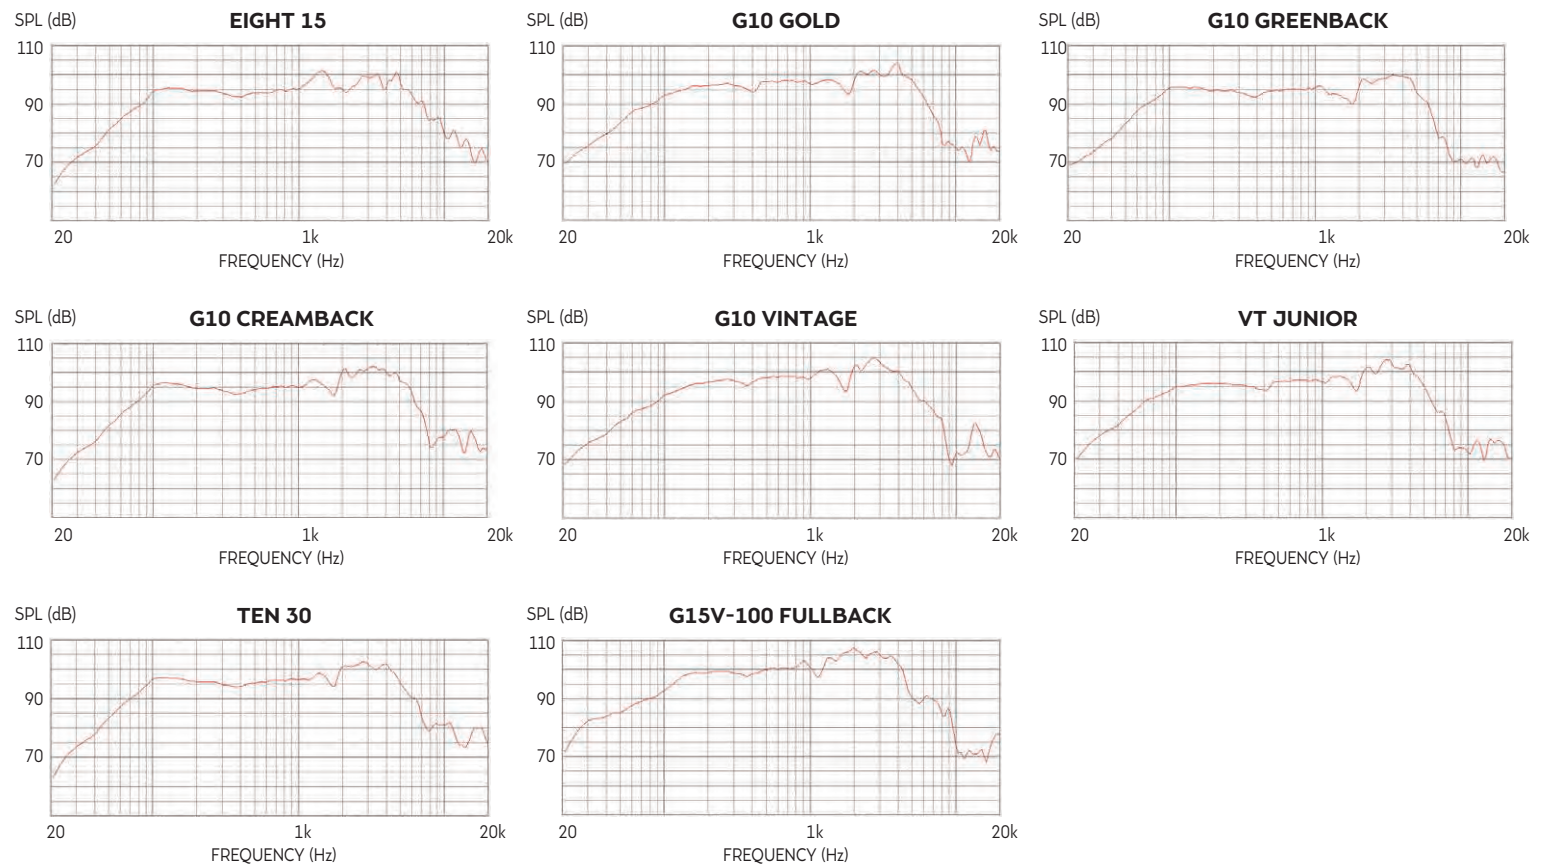 SPL (dB) EIGHT 15
110
90
70
20 1k 20k
FREQUENCY (Hz)
SPL (dB) G10 GOLD
110
90
70
20 1k 20k
FREQUENCY (Hz)
SPL (dB) G10 GREENBACK
110
90
70
20 1k 20k
FREQUENCY (Hz)
SPL (dB) G10 CREAMBACK
110
90
70
20 1k 20k
FREQUENCY (Hz)
SPL (dB) G10 VINTAGE
110
90
70
20 1k 20k
FREQUENCY (Hz)
SPL (dB) VT JUNIOR
110
90
70
20 1k 20k
FREQUENCY (Hz)
SPL (dB) TEN 30
110
90
70
20 1k 20k
FREQUENCY (Hz)
SPL (dB) G15V-100 FULLBACK
110
90
70
20 1k 20k
FREQUENCY (Hz)